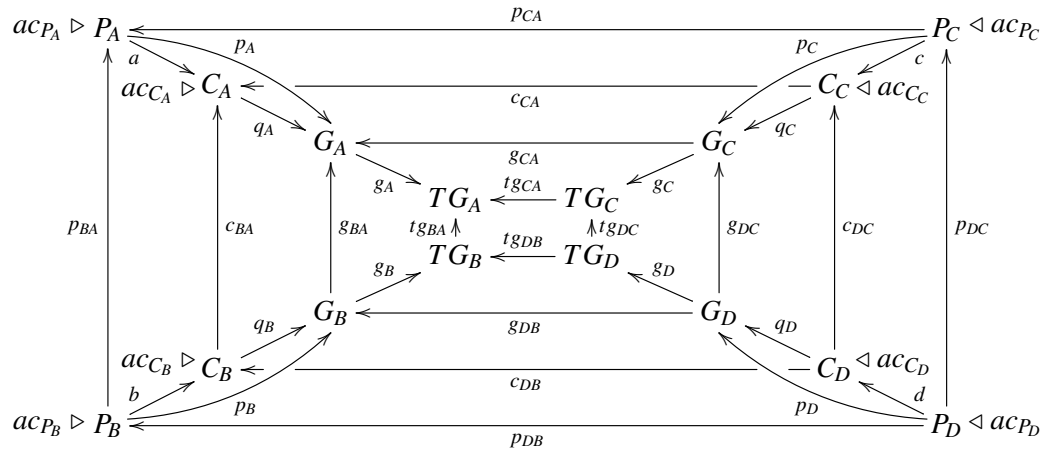 p_{CA}
ac_{P_A} ▷ P_A P_C ◁ ac_{P_C}
a p_A p_C c
ac_{C_A} ▷ C_A C_C ◁ ac_{C_C}
c_{CA}
q_A q_C
G_A G_C
g_{CA}
g_A tg_{CA} g_C
TG_A TG_C
p_{BA} c_{BA} g_{BA} tg_{BA} tg_{DC} g_{DC} c_{DC} p_{DC}
tg_{DB}
TG_B TG_D
g_B g_D
G_B G_D
g_{DB}
q_B q_D
ac_{C_B} ▷ C_B C_D ◁ ac_{C_D}
c_{DB}
b p_B p_D d
ac_{P_B} ▷ P_B P_D ◁ ac_{P_D}
p_{DB}